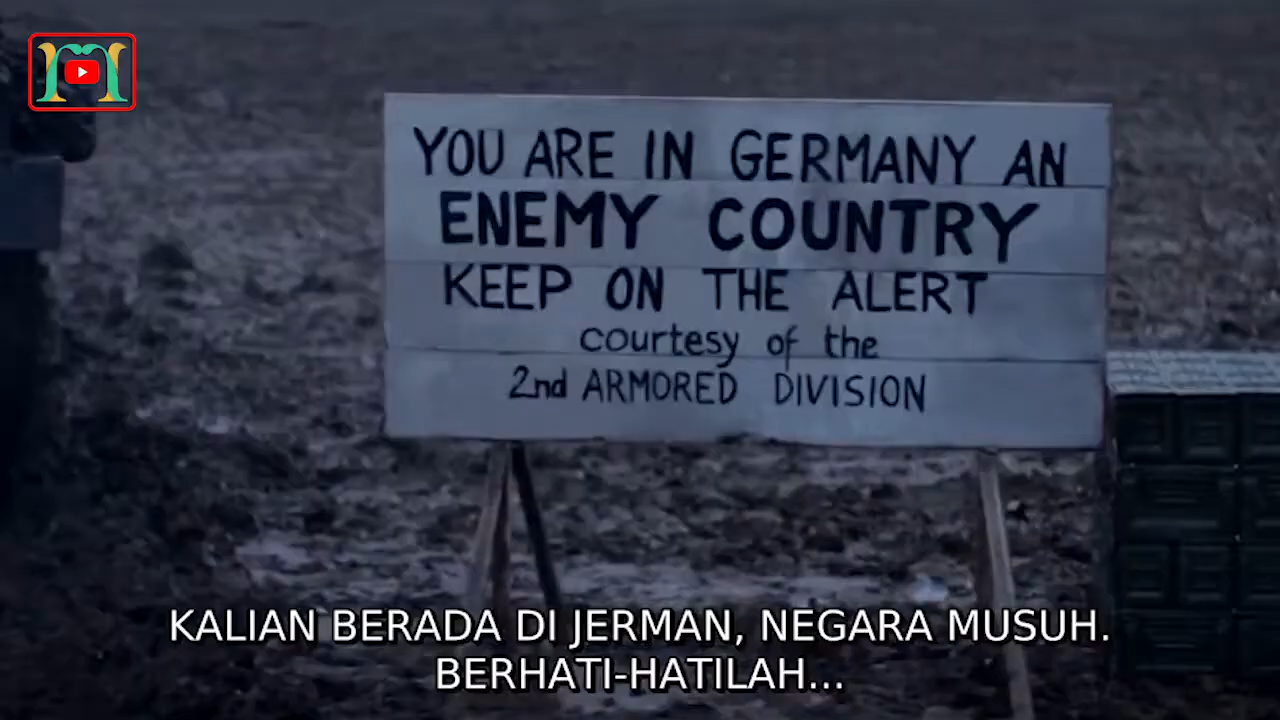 YOU ARE IN GERMANY AN
ENEMY COUNTRY
KEEP ON THE ALERT
courtesy of the
2nd ARMORED DIVISION
KALIAN BERADA DI JERMAN, NEGARA MUSUH.
BERHATI-HATILAH...